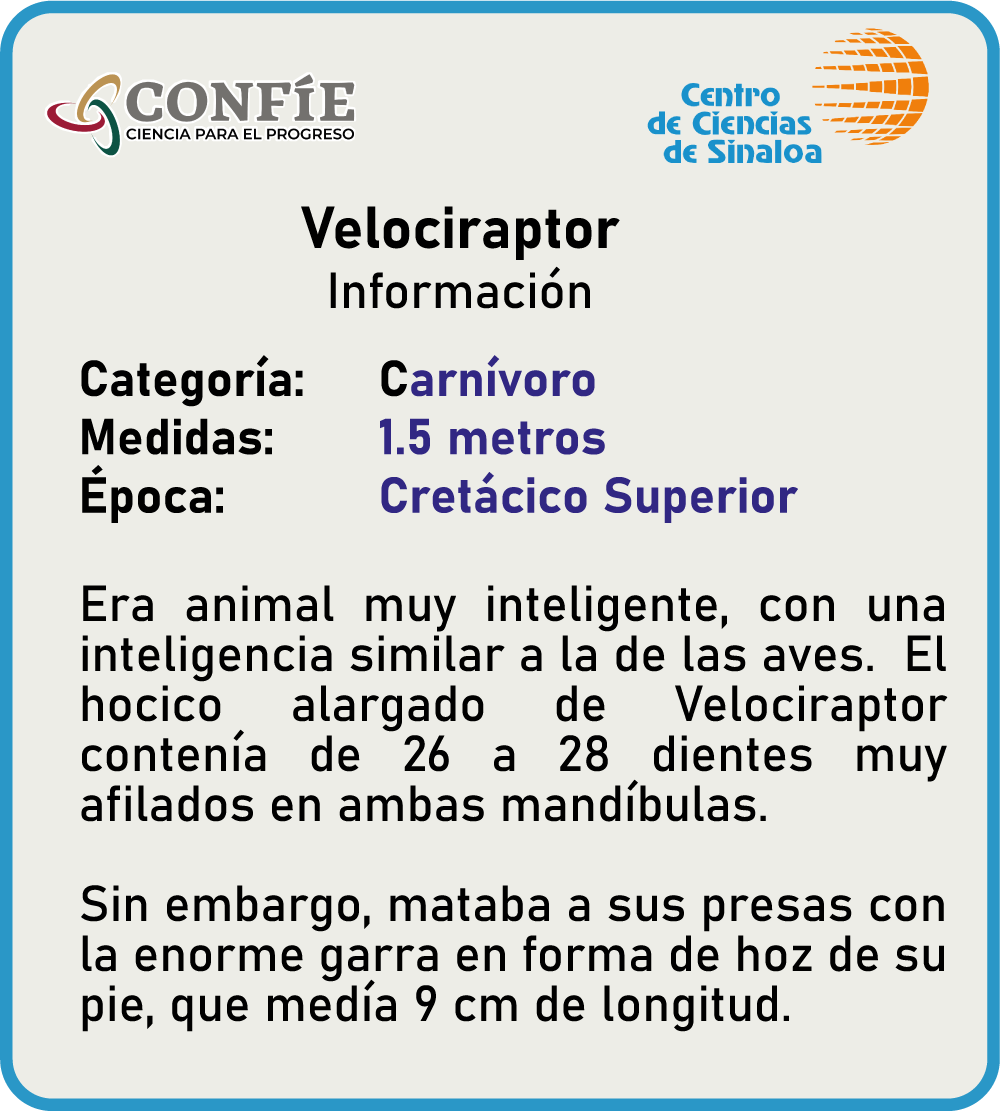 CONFÍE
CIENCIA PARA EL PROGRESO
Centro
de Ciencias
de Sinaloa
Velociraptor
Información
Categoría: Carnívoro
Medidas: 1.5 metros
Época: Cretácico Superior
Era animal muy inteligente, con una
inteligencia similar a la de las aves. El
hocico alargado de Velociraptor
contenía de 26 a 28 dientes muy
afilados en ambas mandíbulas.
Sin embargo, mataba a sus presas con
la enorme garra en forma de hoz de su
pie, que medía 9 cm de longitud.